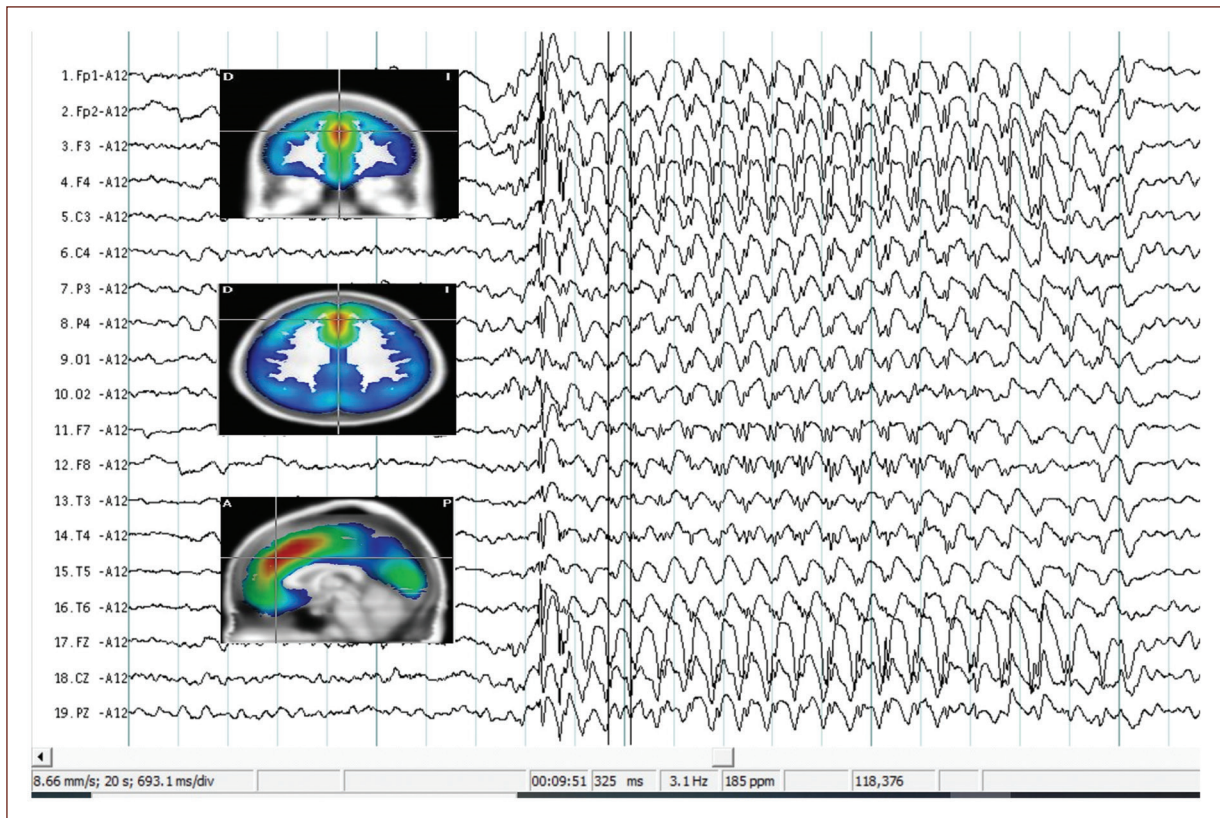 1. Fp1-A12
D I
2. Fp2-A12
3. F3 -A12
4. F4 -A12
5. C3 -A12
6. C4 -A12
7. P3 -A12
D I
8. P4 -A12
9. O1 -A12
10. O2 -A12
11. F7 -A12
12. F8 -A12
13. T3 -A12
A P
14. T4 -A12
15. T5 -A12
16. T6 -A12
17. FZ -A12
18. CZ -A12
19. PZ -A12
8.66 mm/s; 20 s; 693.1 ms/div 00:09:51 325 ms 3.1 Hz 185 ppm 118,376